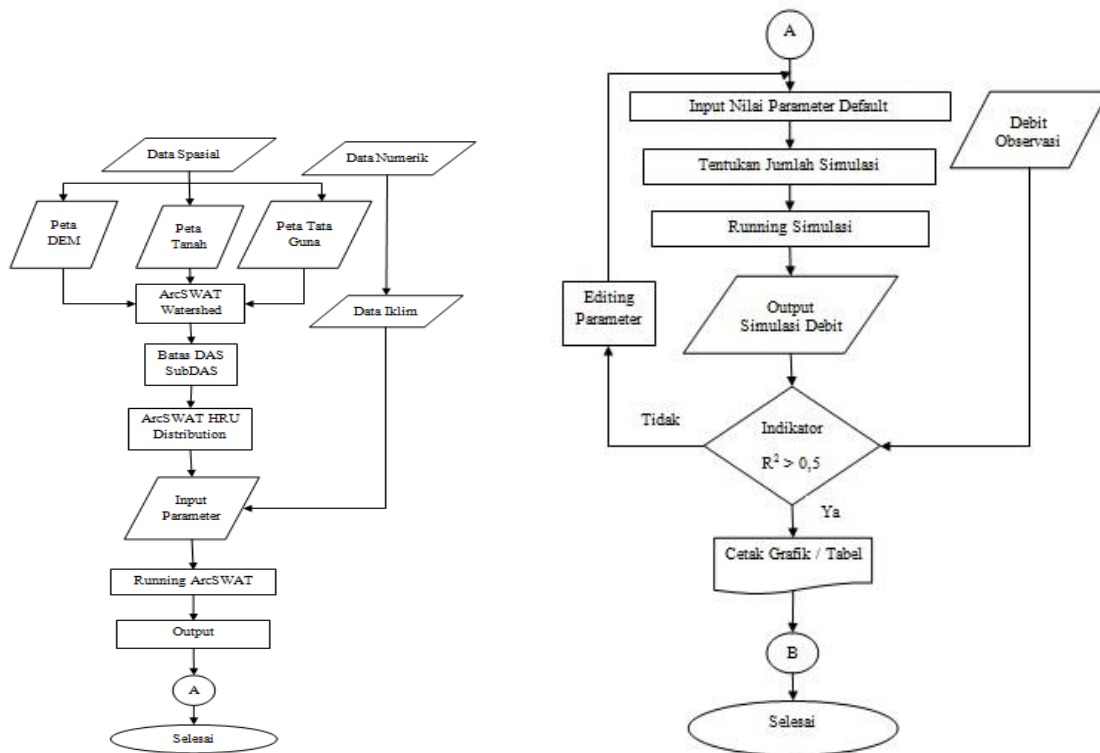 Data Spasial
Data Numerik
Peta
DEM
Peta
Tanah
Peta Tata
Guna
ArcSWAT
Watershed
Data Iklim
Batas DAS
SubDAS
ArcSWAT HRU
Distribution
Input
Parameter
Running ArcSWAT
Output
A
Selesai
A
Input Nilai Parameter Default
Debit
Observasi
Tentukan Jumlah Simulasi
Running Simulasi
Editing
Parameter
Output
Simulasi Debit
Tidak
Indikator
R² > 0,5
Ya
Cetak Grafik / Tabel
B
Selesai